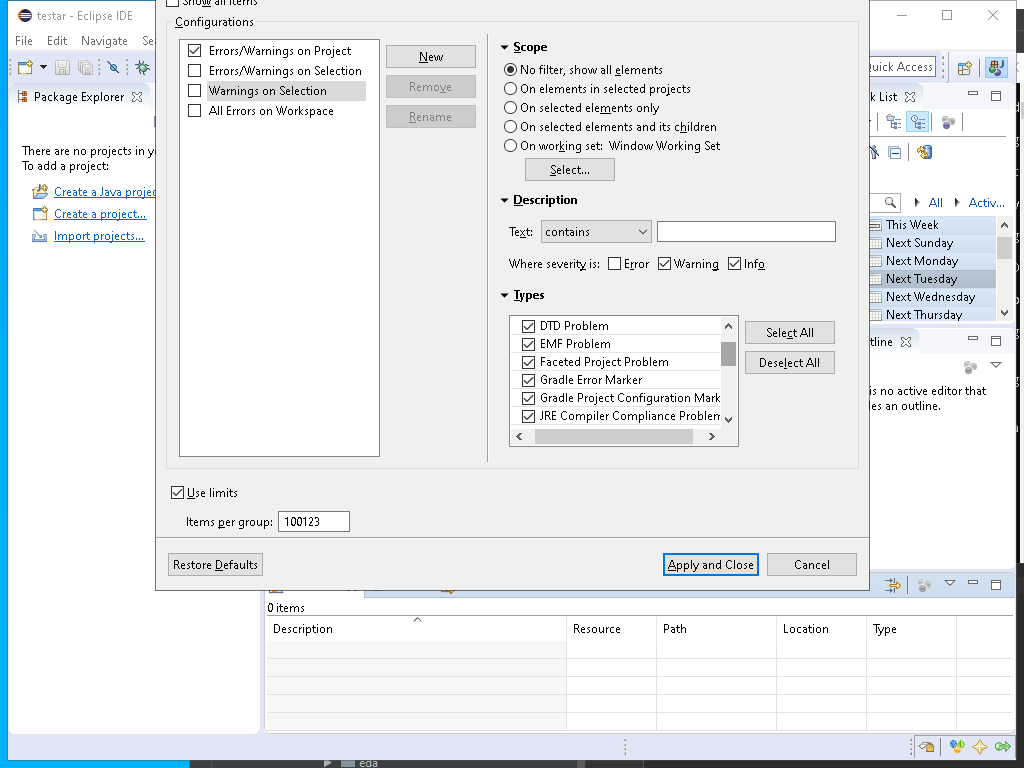 testar - Eclipse IDE
File Edit Navigate Se
Package Explorer
There are no projects in y
To add a project:
Create a Java projec
Create a project...
Import projects...
Show all items
Configurations
Errors/Warnings on Project
Errors/Warnings on Selection
Warnings on Selection
All Errors on Workspace
New
Remove
Rename
Scope
No filter, show all elements
On elements in selected projects
On selected elements only
On selected elements and its children
On working set: Window Working Set
Select...
Description
Text: contains
Where severity is: Error Warning Info
Types
DTD Problem
EMF Problem
Faceted Project Problem
Gradle Error Marker
Gradle Project Configuration Mark
JRE Compiler Compliance Problem
Select All
Deselect All
Use limits
Items per group: 100123
Restore Defaults
Apply and Close
Cancel
Quick Access
k List
All Activ...
This Week
Next Sunday
Next Monday
Next Tuesday
Next Wednesday
Next Thursday
tline
is no active editor that
des an outline.
0 items
Description Resource Path Location Type
eda